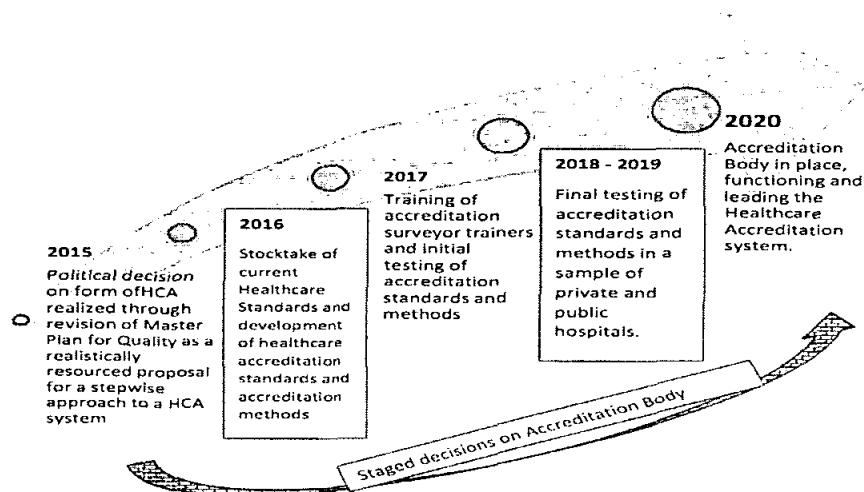 2015
Political decision
on form ofHCA
realized through
revision of Master
Plan for Quality as a
realistically
resourced proposal
for a stepwise
approach to a HCA
system
2016
Stocktake of
current
Healthcare
Standards and
development
of healthcare
accreditation
standards and
accreditation
methods
2017
Training of
accreditation
surveyor trainers
and initial
testing of
accreditation
standards and
methods
2018 - 2019
Final testing of
accreditation
standards and
methods in a
sample of
private and
public
hospitals.
2020
Accreditation
Body in place,
functioning and
leading the
Healthcare
Accreditation
system.
Staged decisions on Accreditation Body